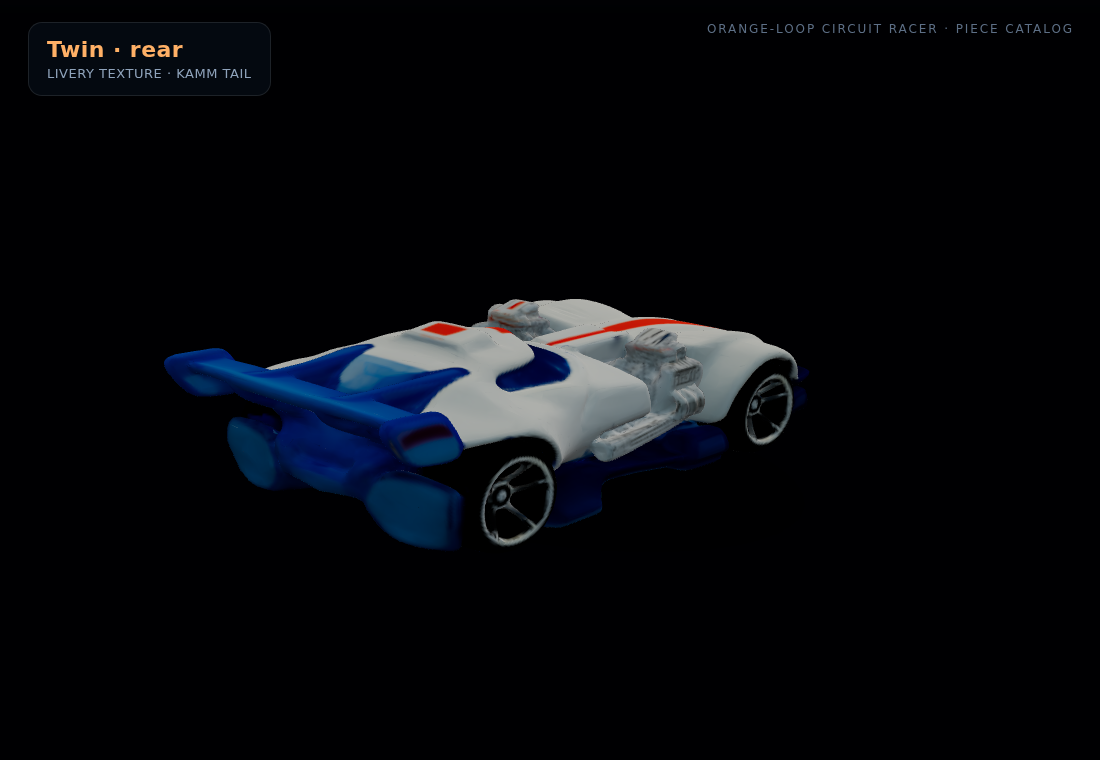 Twin · rear
LIVERY TEXTURE · KAMM TAIL
ORANGE-LOOP CIRCUIT RACER · PIECE CATALOG